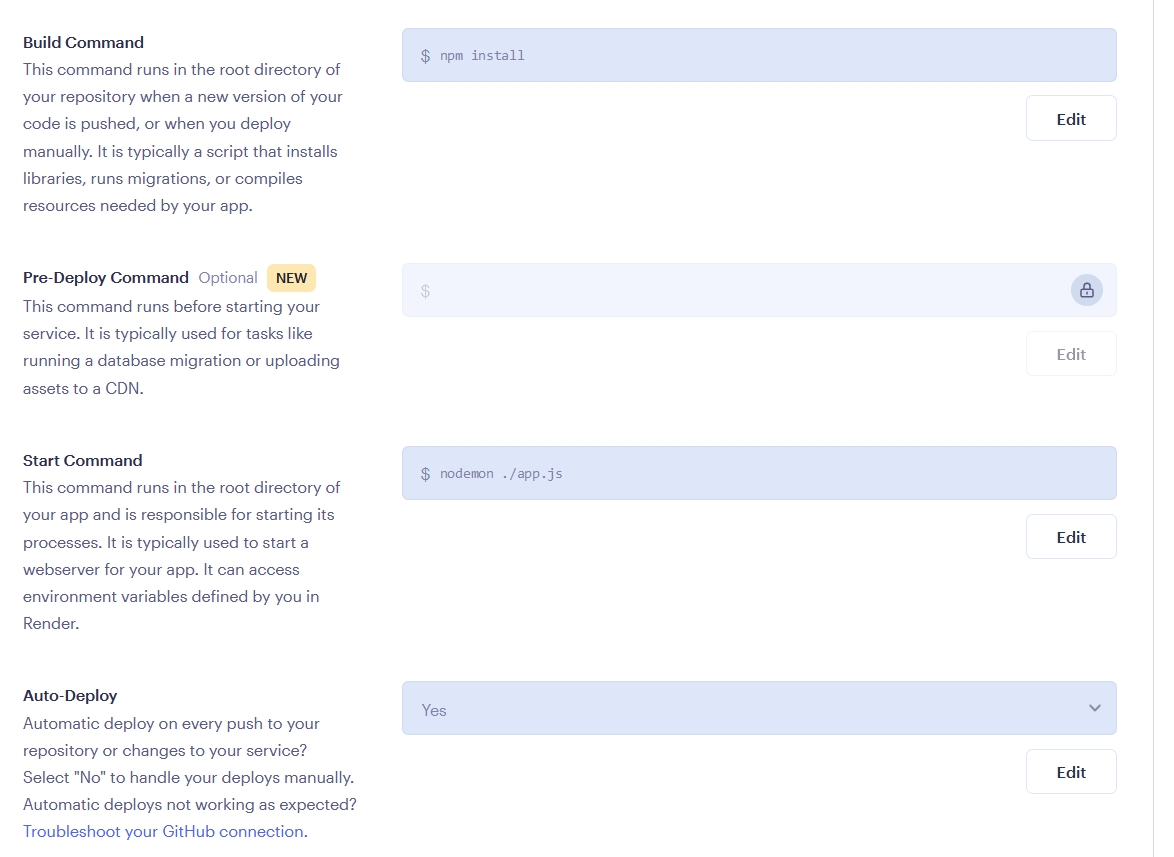 Build Command
This command runs in the root directory of
your repository when a new version of your
code is pushed, or when you deploy
manually. It is typically a script that installs
libraries, runs migrations, or compiles
resources needed by your app.
$ npm install
Edit
Pre-Deploy Command Optional NEW
This command runs before starting your
service. It is typically used for tasks like
running a database migration or uploading
assets to a CDN.
$
Edit
Start Command
This command runs in the root directory of
your app and is responsible for starting its
processes. It is typically used to start a
webserver for your app. It can access
environment variables defined by you in
Render.
$ nodemon ./app.js
Edit
Auto-Deploy
Automatic deploy on every push to your
repository or changes to your service?
Select "No" to handle your deploys manually.
Automatic deploys not working as expected?
Troubleshoot your GitHub connection.
Yes
Edit